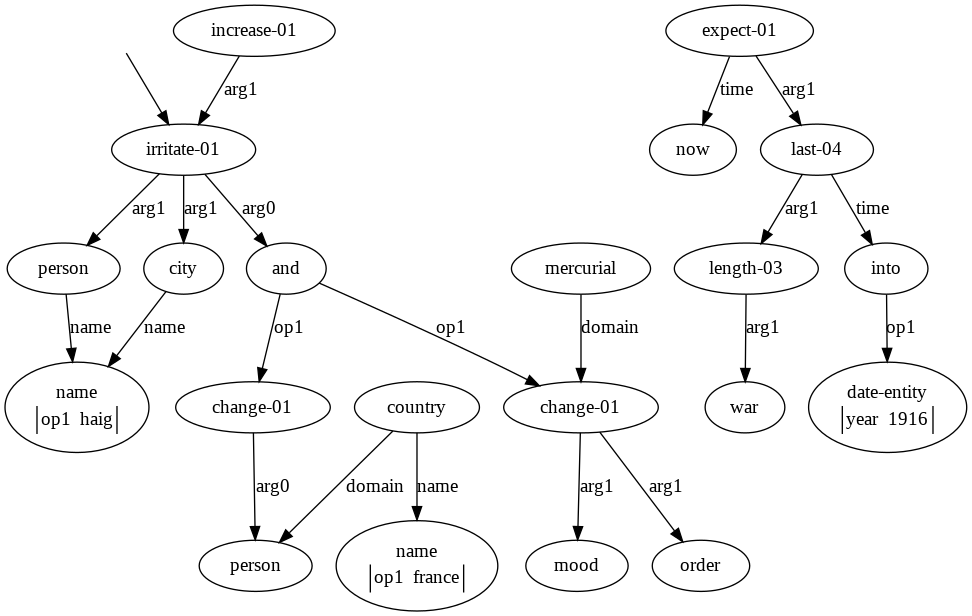 increase-01
expect-01
arg1
time
arg1
irritate-01
now
last-04
arg1
arg1
arg0
arg1
time
person
city
and
mercurial
length-03
into
name
name
op1
op1
domain
arg1
op1
name
op1 haig
change-01
country
change-01
war
date-entity
year 1916
arg0
domain
name
arg1
arg1
person
name
op1 france
mood
order